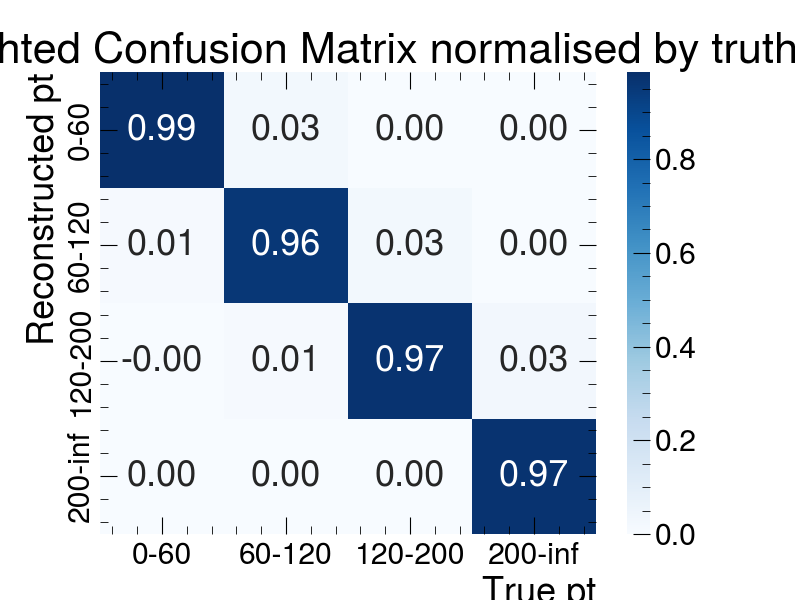 hted Confusion Matrix normalised by truth
Reconstructed pt
0-60
60-120
120-200
200-inf
0.99 0.03 0.00 0.00
0.01 0.96 0.03 0.00
-0.00 0.01 0.97 0.03
0.00 0.00 0.00 0.97
0-60 60-120 120-200 200-inf
True pt
0.8
0.6
0.4
0.2
0.0